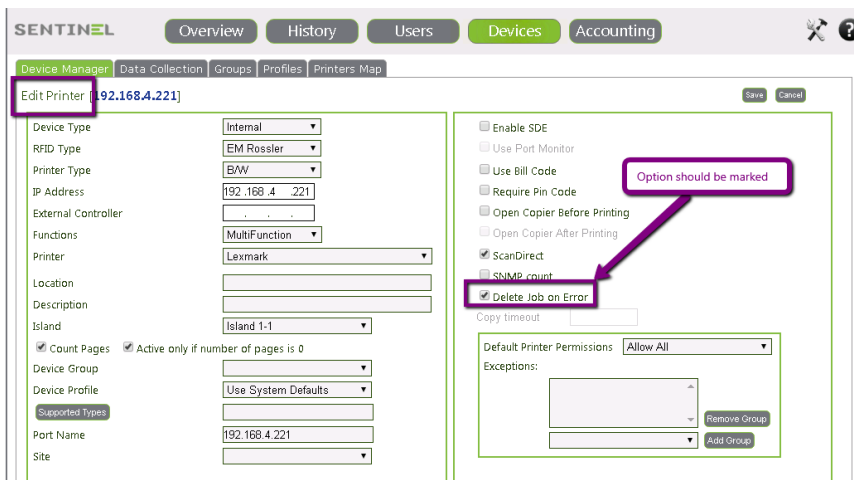 SENTINEL Overview History Users Devices Accounting ?
Device Manager Data Collection Groups Profiles Printers Map
Edit Printer [192.168.4.221] Save Cancel
Device Type Internal
RFID Type EM Rossler
Printer Type B/W
IP Address 192 .168 .4 .221
External Controller . . .
Functions MultiFunction
Printer Lexmark
Location
Description
Island Island 1-1
Count Pages Active only if number of pages is 0
Device Group
Device Profile Use System Defaults
Supported Types
Port Name 192.168.4.221
Site
Enable SDE
Use Port Monitor
Use Bill Code
Option should be marked
Require Pin Code
Open Copier Before Printing
Open Copier After Printing
ScanDirect
SNMP count
Delete Job on Error
Copy timeout
Default Printer Permissions Allow All
Exceptions:
Remove Group
Add Group